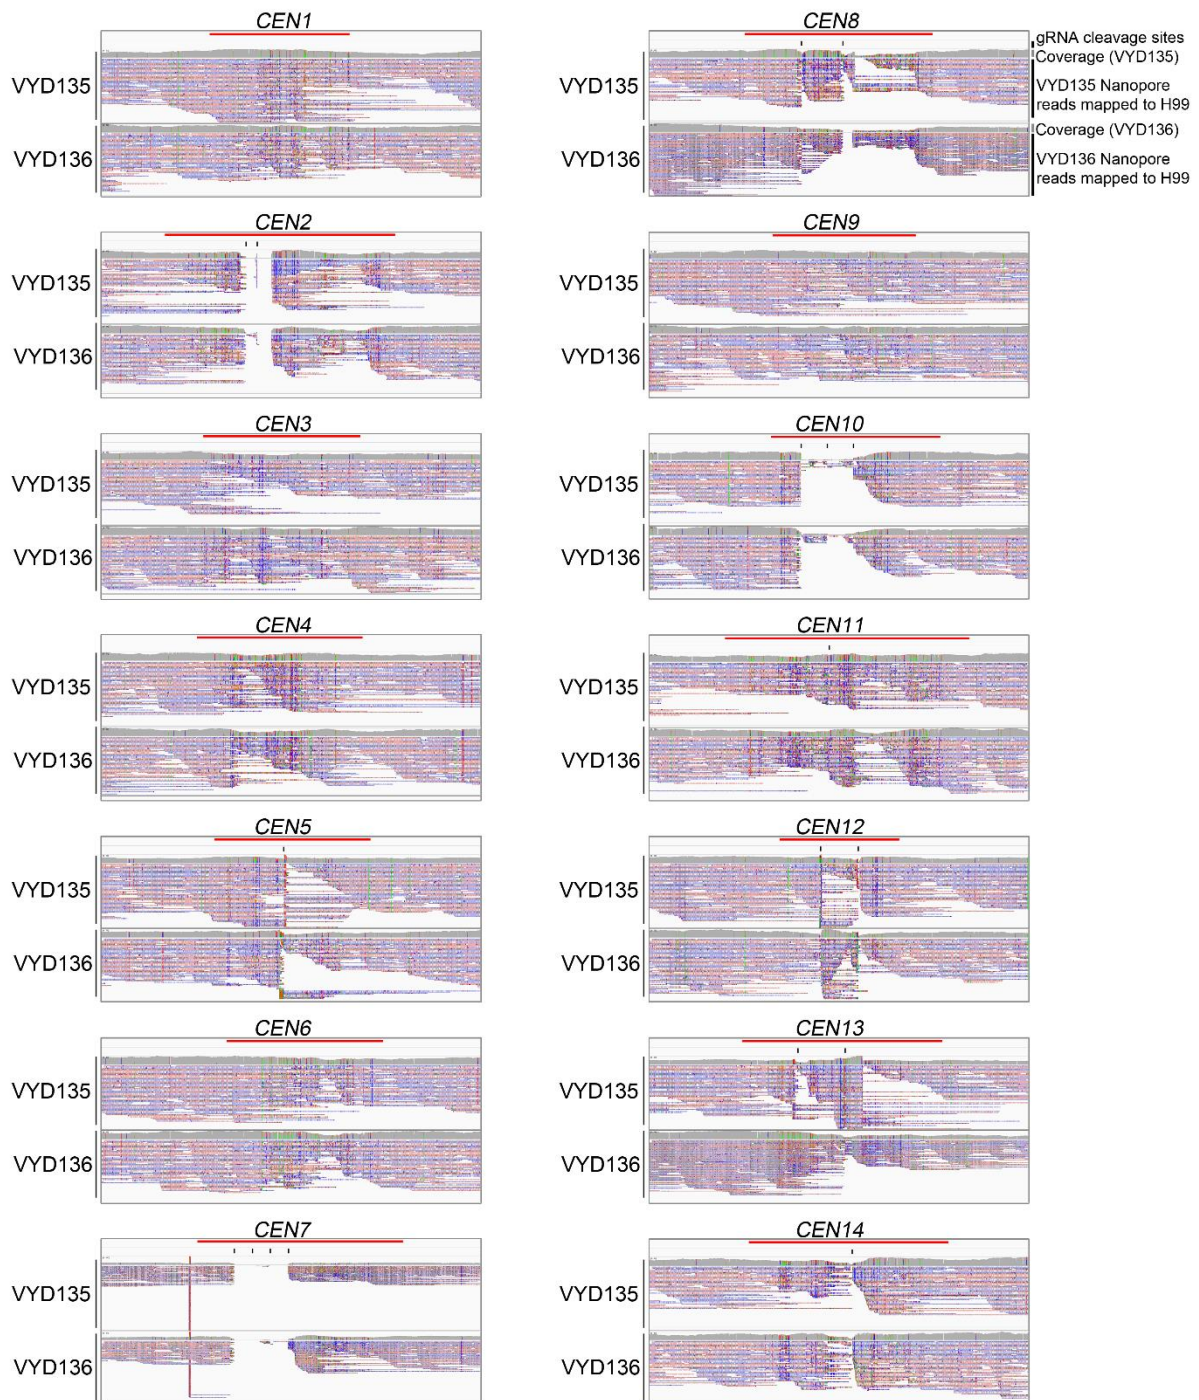 CEN1
VYD135
VYD136
CEN2
VYD135
VYD136
CEN3
VYD135
VYD136
CEN4
VYD135
VYD136
CEN5
VYD135
VYD136
CEN6
VYD135
VYD136
CEN7
VYD135
VYD136
CEN8
VYD135
VYD136
gRNA cleavage sites
Coverage (VYD135)
VYD135 Nanopore
reads mapped to H99
Coverage (VYD136)
VYD136 Nanopore
reads mapped to H99
CEN9
VYD135
VYD136
CEN10
VYD135
VYD136
CEN11
VYD135
VYD136
CEN12
VYD135
VYD136
CEN13
VYD135
VYD136
CEN14
VYD135
VYD136